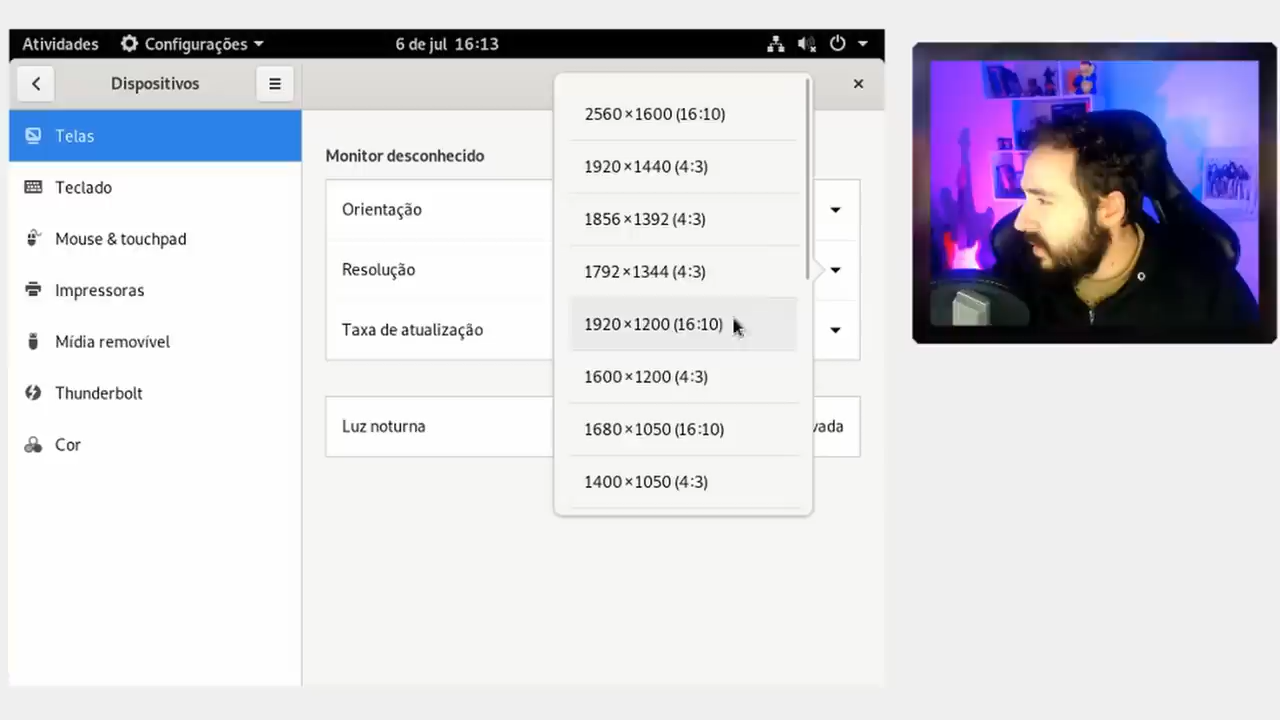 Atividades Configurações 6 de jul 16:13
Dispositivos
Telas
Teclado
Mouse & touchpad
Impressoras
Mídia removível
Thunderbolt
Cor
Monitor desconhecido
Orientação
Resolução
Taxa de atualização
Luz noturna
vada
2560×1600 (16:10)
1920×1440 (4:3)
1856×1392 (4:3)
1792×1344 (4:3)
1920×1200 (16:10)
1600×1200 (4:3)
1680×1050 (16:10)
1400×1050 (4:3)